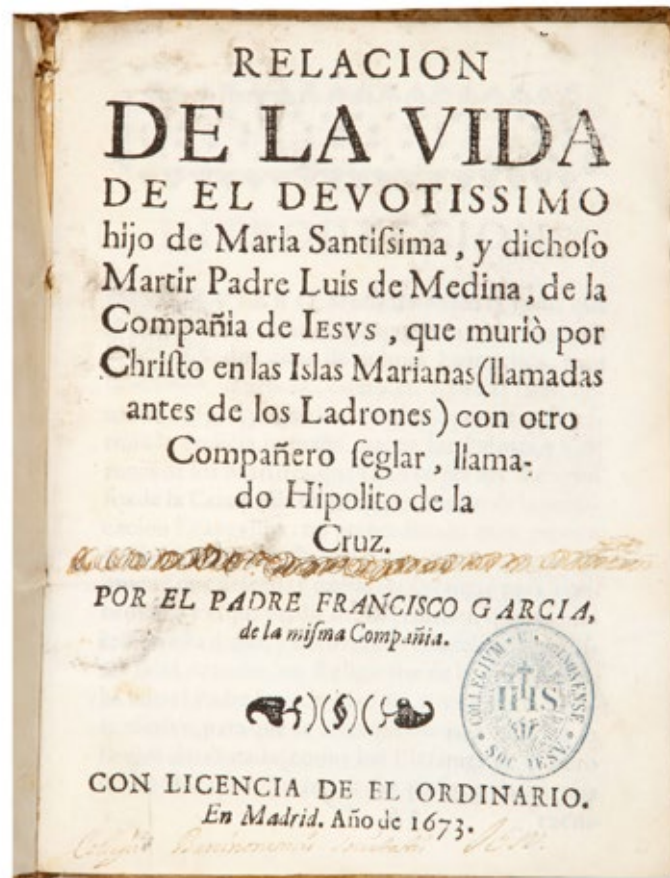 RELACION
DE LA VIDA
DE EL DEVOTISSIMO
hijo de Maria Santiſsima, y dichoſo
Martir Padre Luis de Medina, de la
Compañia de IESVS, que muriò por
Chriſto en las Islas Marianas (llamadas
antes de los Ladrones) con otro
Compañero ſeglar, llama-
do Hipolito de la
Cruz.
POR EL PADRE FRANCISCO GARCIA,
de la miſma Compañia.
COLLEGIVM
IHS
SOC. IESV.
CON LICENCIA DE EL ORDINARIO.
En Madrid. Año de 1673.